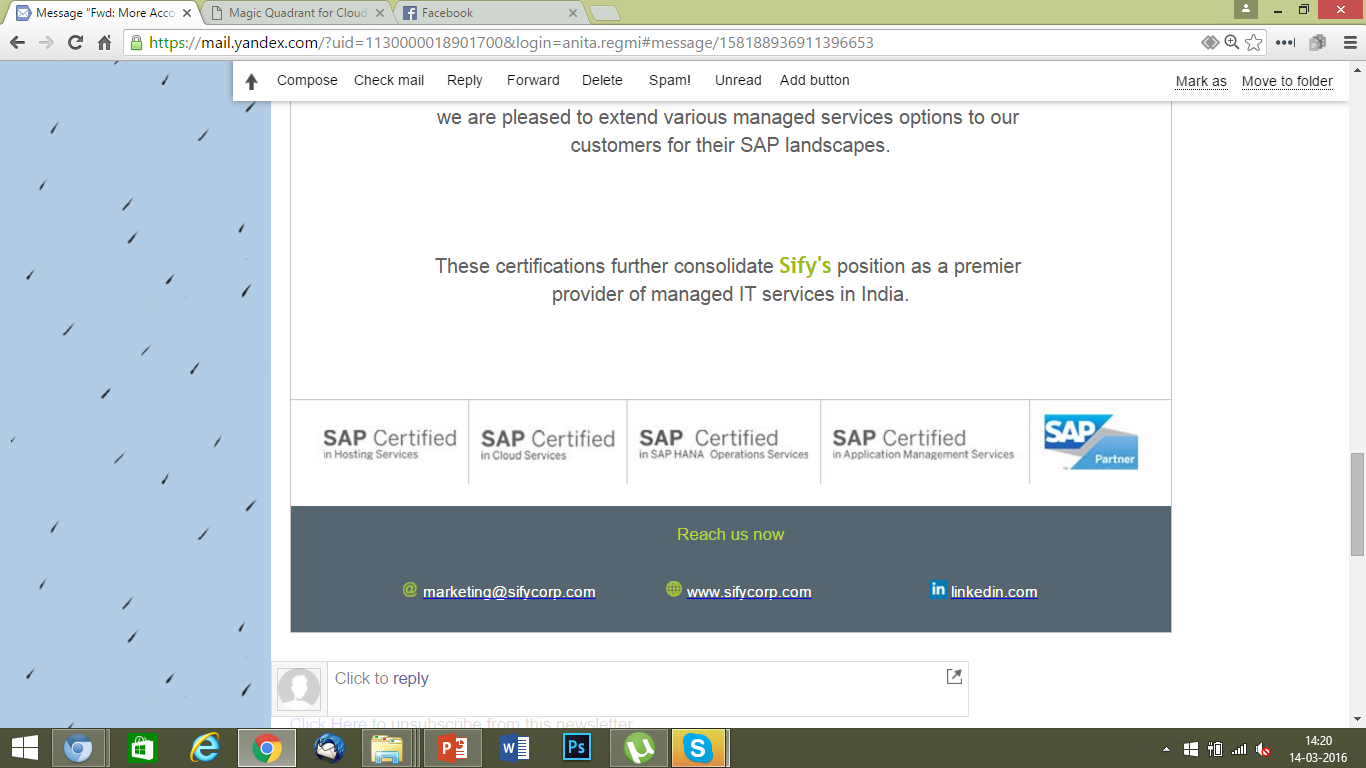 Message "Fwd: More Acco
Magic Quadrant for Cloud
Facebook
https://mail.yandex.com/?uid=1130000018901700&login=anita.regmi#message/158188936911396653
Compose Check mail Reply Forward Delete Spam! Unread Add button Mark as Move to folder
we are pleased to extend various managed services options to our
customers for their SAP landscapes.
These certifications further consolidate Sify's position as a premier
provider of managed IT services in India.
SAP Certified
in Hosting Services
SAP Certified
in Cloud Services
SAP Certified
in SAP HANA Operations Services
SAP Certified
in Application Management Services
SAP
Partner
Reach us now
@ marketing@sifycorp.com www.sifycorp.com in linkedin.com
Click to reply
Click Here to unsubscribe from this newsletter
14:20
14-03-2016